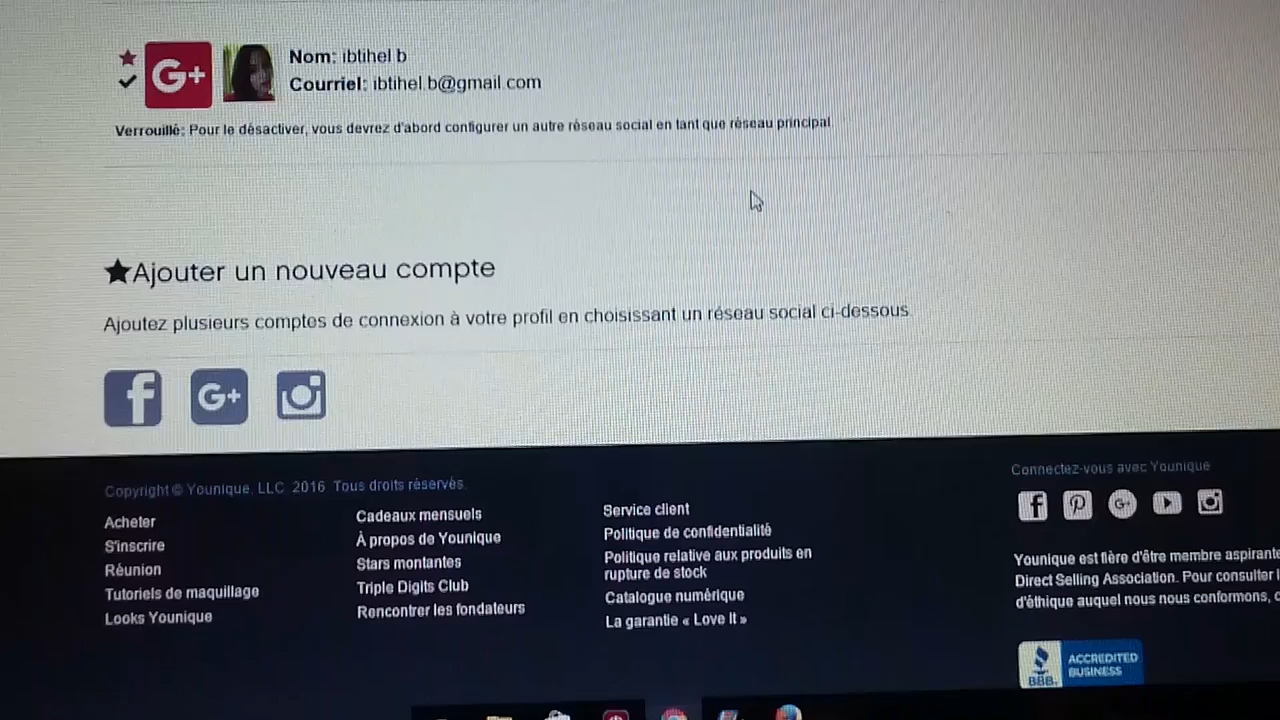 G+
Nom: ibtihel b
Courriel: ibtihel.b@gmail.com
Verrouillé: Pour le désactiver, vous devrez d'abord configurer un autre réseau social en tant que réseau principal.
Ajouter un nouveau compte
Ajoutez plusieurs comptes de connexion à votre profil en choisissant un réseau social ci-dessous.
f G+
Copyright © Younique, LLC 2016 Tous droits réservés.
Acheter
S'inscrire
Réunion
Tutoriels de maquillage
Looks Younique
Cadeaux mensuels
À propos de Younique
Stars montantes
Triple Digits Club
Rencontrer les fondateurs
Service client
Politique de confidentialité
Politique relative aux produits en
rupture de stock
Catalogue numérique
La garantie « Love It »
Connectez-vous avec Younique
f P G+
Younique est fière d'être membre aspirante
Direct Selling Association. Pour consulter
d'éthique auquel nous nous conformons, c
BBB.
ACCREDITED
BUSINESS